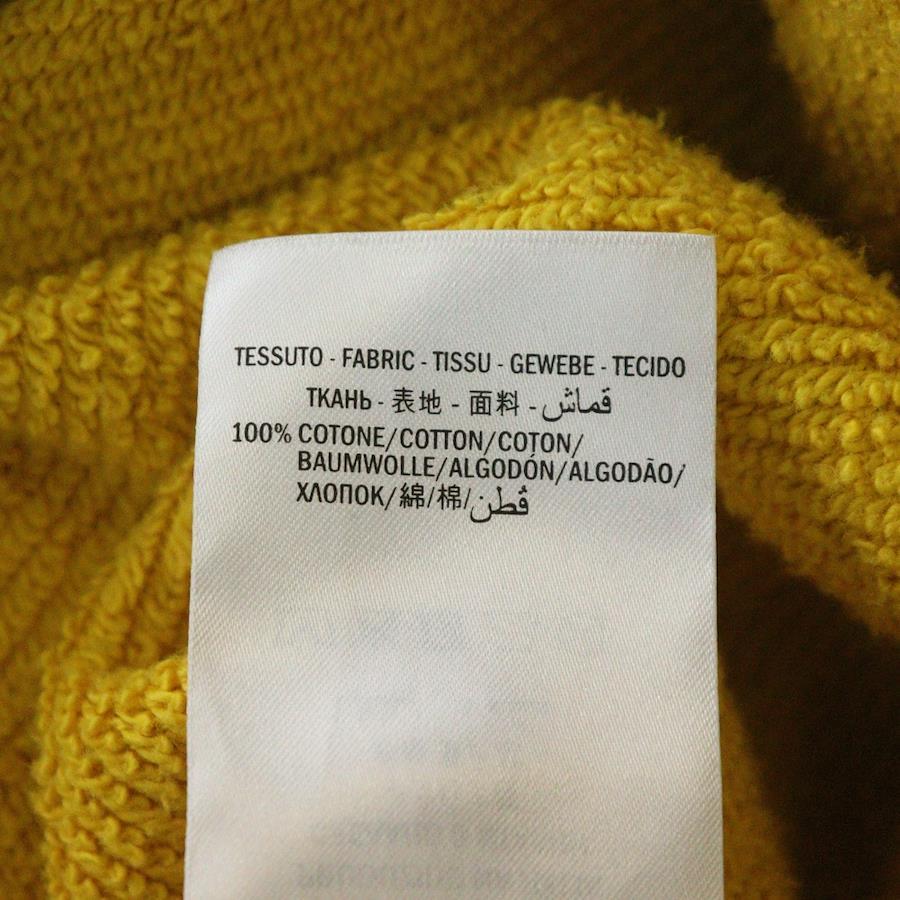 TESSUTO - FABRIC - TISSU - GEWEBE - TECIDO
ТКАНЬ - 表地 - 面料 - قماش
100% COTONE/COTTON/COTON/
BAUMWOLLE/ALGODÓN/ALGODÃO/
ХЛОПОК/綿/棉/قُطن